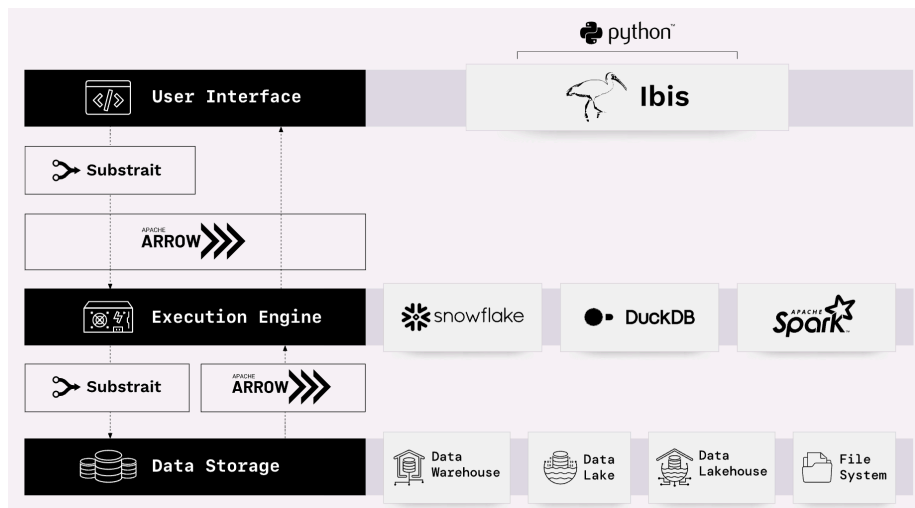 python™
</> User Interface
Ibis
Substrait
APACHE
ARROW
Execution Engine
snowflake
DuckDB
APACHE
Spark™
Substrait
APACHE
ARROW
Data Storage
Data
Warehouse
Data
Lake
Data
Lakehouse
File
System